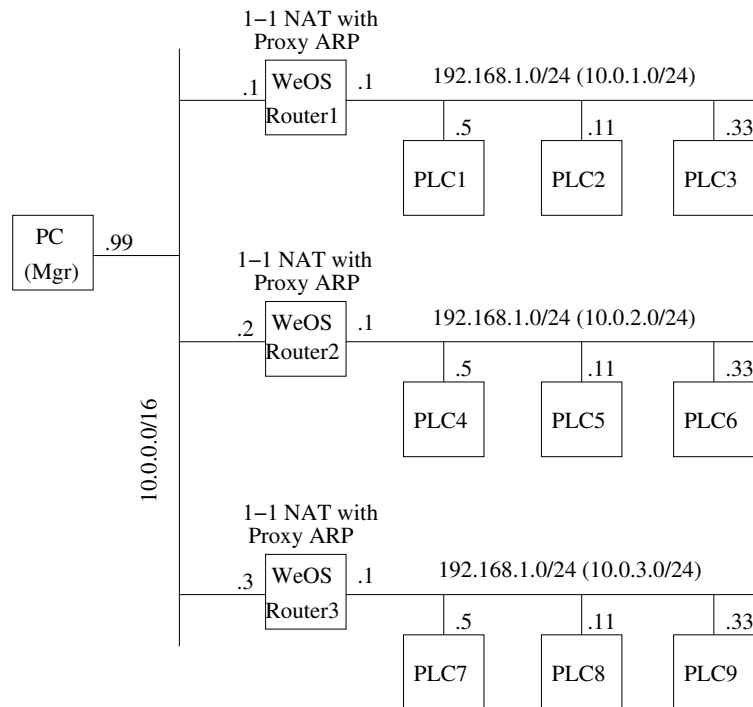 1−1 NAT with
Proxy ARP
.1
WeOS
Router1
.1
192.168.1.0/24 (10.0.1.0/24)
.5
.11
.33
PLC1
PLC2
PLC3
PC
(Mgr)
.99
1−1 NAT with
Proxy ARP
.2
WeOS
Router2
.1
192.168.1.0/24 (10.0.2.0/24)
.5
.11
.33
PLC4
PLC5
PLC6
10.0.0.0/16
1−1 NAT with
Proxy ARP
.3
WeOS
Router3
.1
192.168.1.0/24 (10.0.3.0/24)
.5
.11
.33
PLC7
PLC8
PLC9